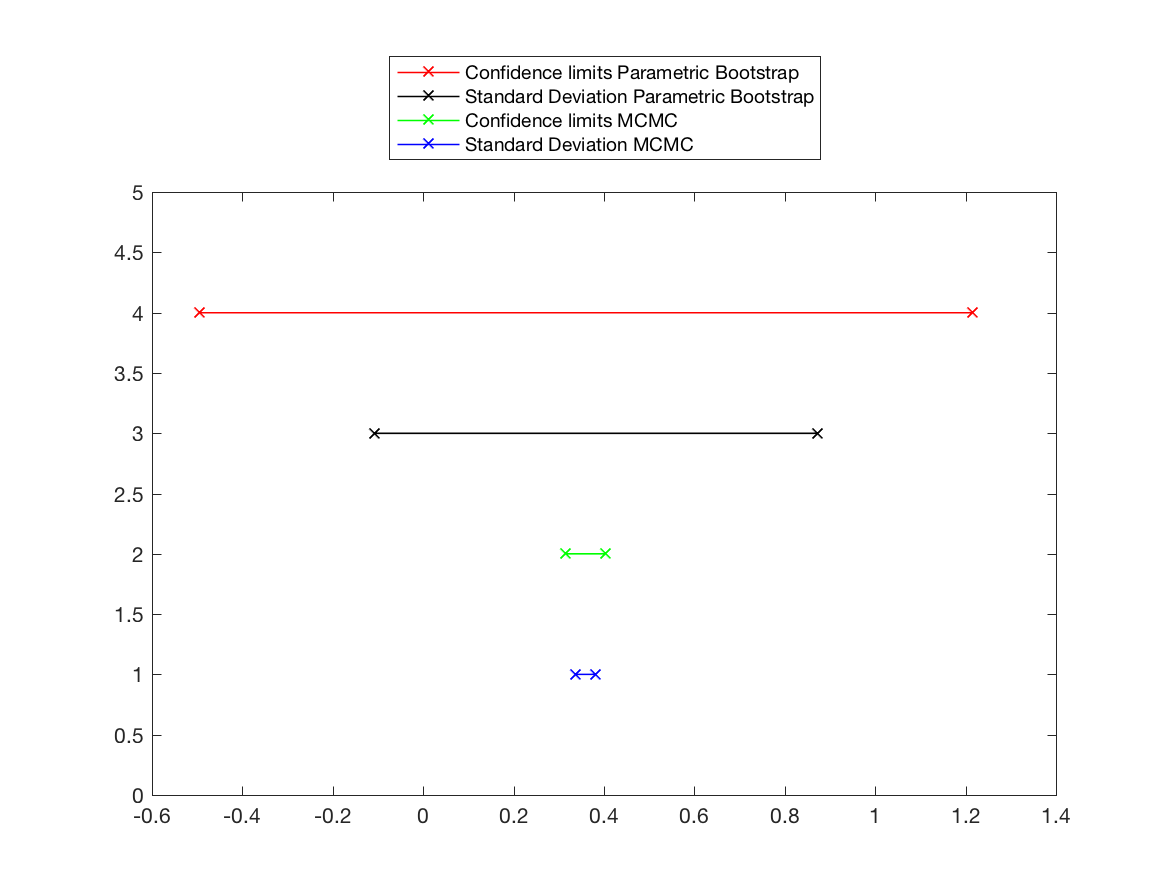 Confidence limits Parametric Bootstrap
Standard Deviation Parametric Bootstrap
Confidence limits MCMC
Standard Deviation MCMC
5
4.5
4
3.5
3
2.5
2
1.5
1
0.5
0
-0.6 -0.4 -0.2 0 0.2 0.4 0.6 0.8 1 1.2 1.4